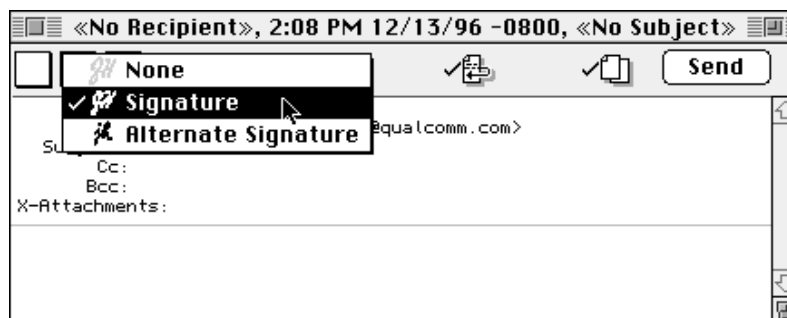 «No Recipient», 2:08 PM 12/13/96 -0800, «No Subject»
None
Send
Signature
Alternate Signature
@qualcomm.com>
Su
Cc:
Bcc:
X-Attachments: